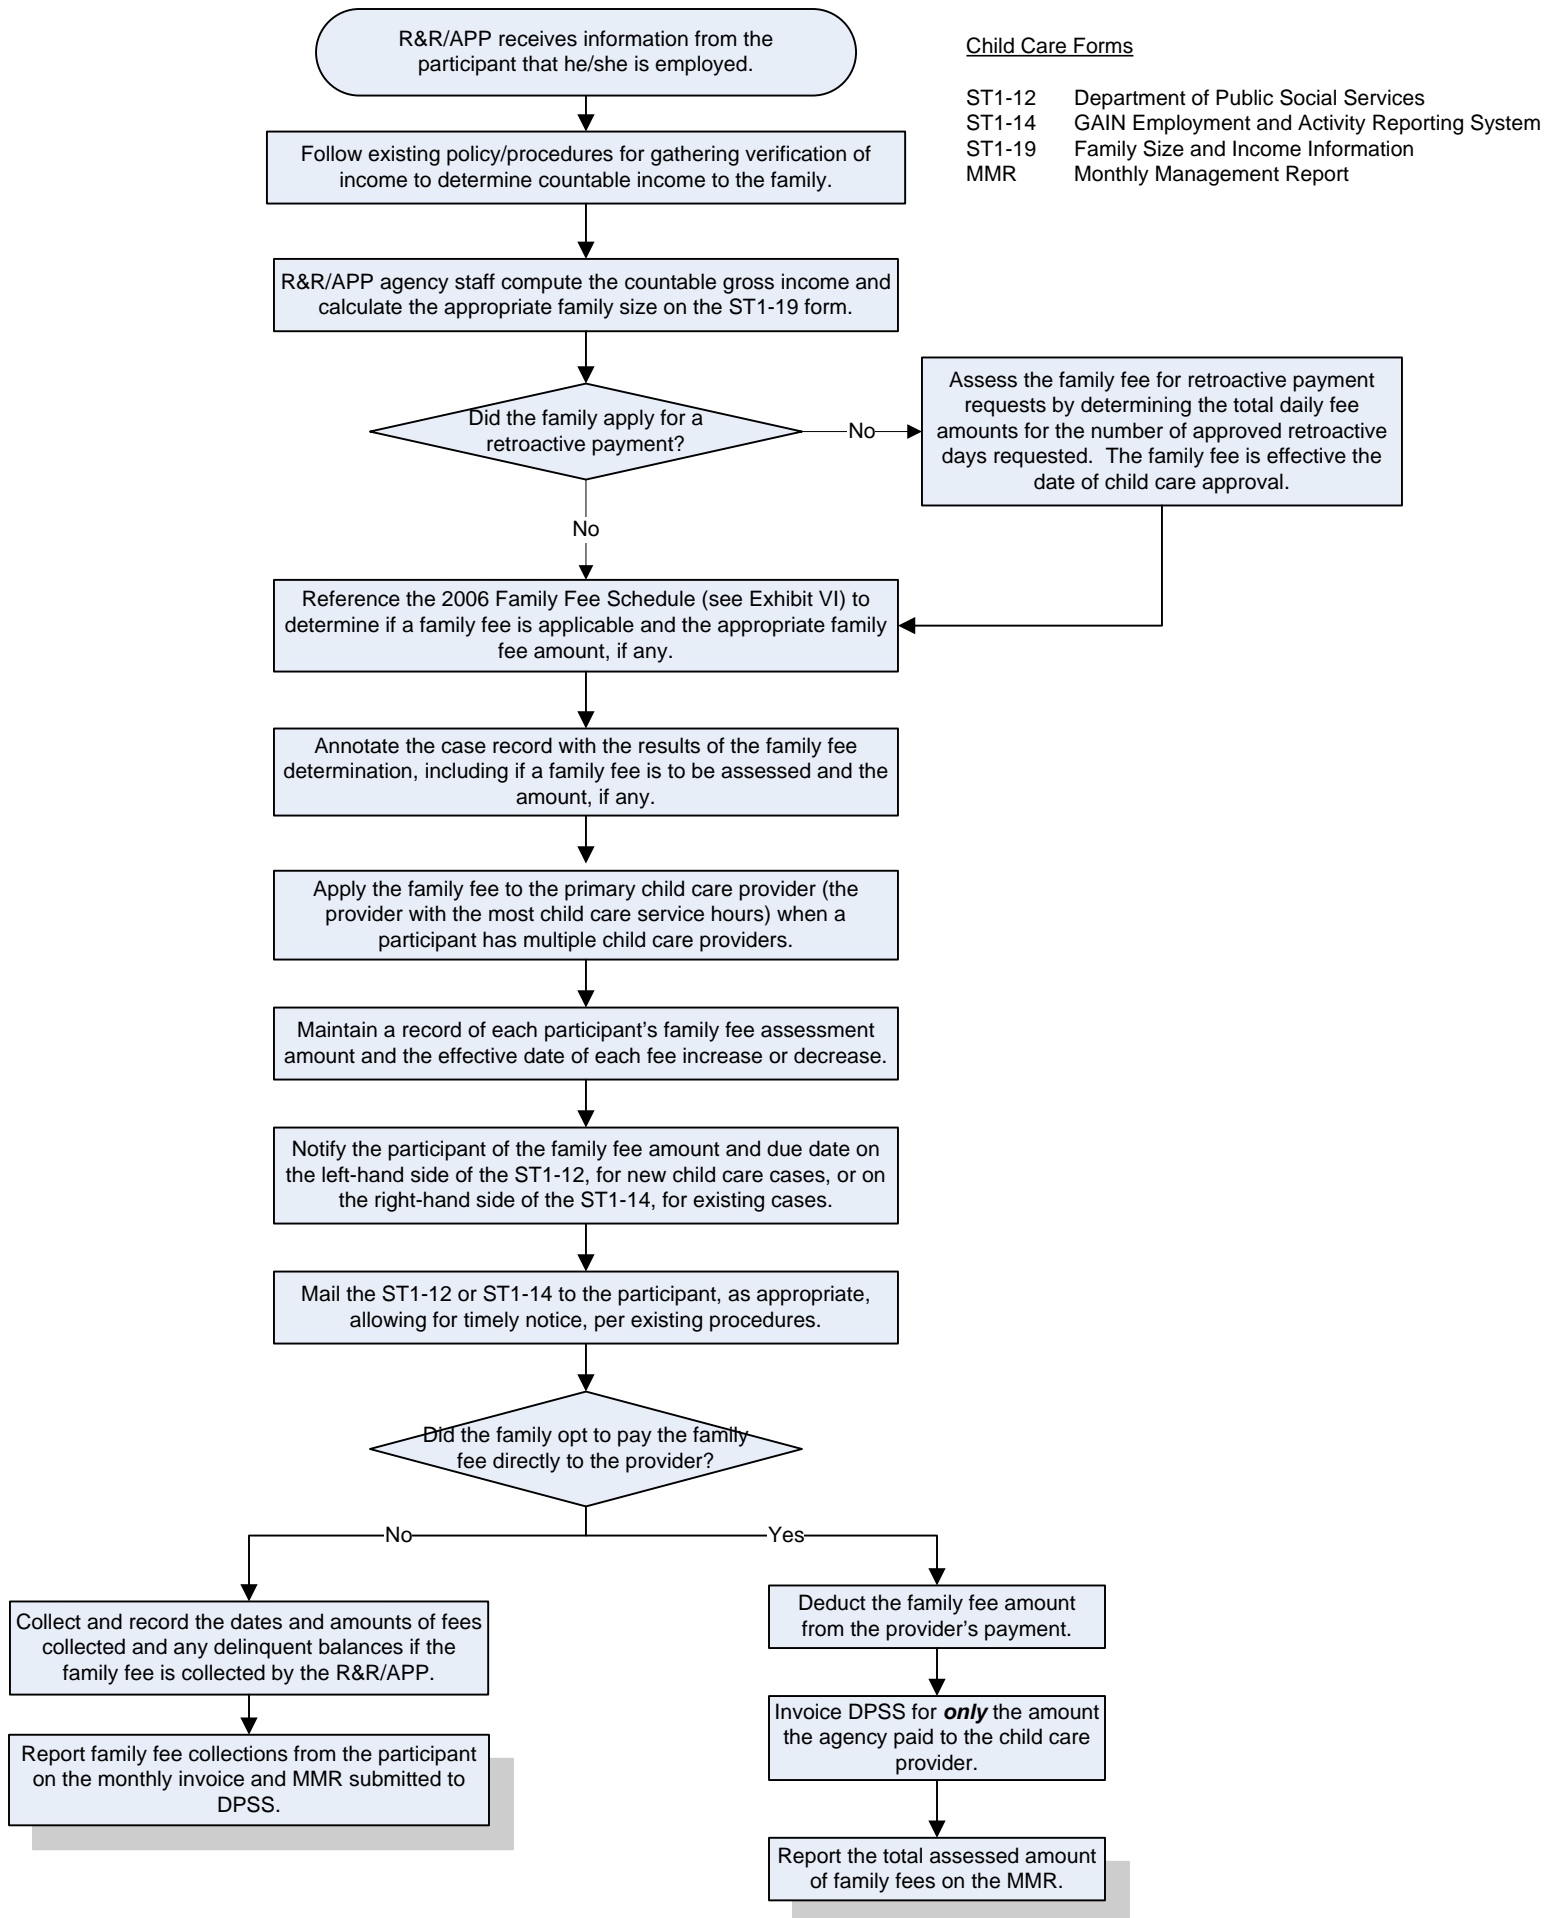 R&R/APP receives information from the
participant that he/she is employed.
Child Care Forms
ST1-12 Department of Public Social Services
ST1-14 GAIN Employment and Activity Reporting System
ST1-19 Family Size and Income Information
MMR Monthly Management Report
Follow existing policy/procedures for gathering verification of
income to determine countable income to the family.
R&R/APP agency staff compute the countable gross income and
calculate the appropriate family size on the ST1-19 form.
Did the family apply for a
retroactive payment?
No
Assess the family fee for retroactive payment
requests by determining the total daily fee
amounts for the number of approved retroactive
days requested.  The family fee is effective the
date of child care approval.
No
Reference the 2006 Family Fee Schedule (see Exhibit VI) to
determine if a family fee is applicable and the appropriate family
fee amount, if any.
Annotate the case record with the results of the family fee
determination, including if a family fee is to be assessed and the
amount, if any.
Apply the family fee to the primary child care provider (the
provider with the most child care service hours) when a
participant has multiple child care providers.
Maintain a record of each participant’s family fee assessment
amount and the effective date of each fee increase or decrease.
Notify the participant of the family fee amount and due date on
the left-hand side of the ST1-12, for new child care cases, or on
the right-hand side of the ST1-14, for existing cases.
Mail the ST1-12 or ST1-14 to the participant, as appropriate,
allowing for timely notice, per existing procedures.
Did the family opt to pay the family
fee directly to the provider?
No
Yes
Collect and record the dates and amounts of fees
collected and any delinquent balances if the
family fee is collected by the R&R/APP.
Report family fee collections from the participant
on the monthly invoice and MMR submitted to
DPSS.
Deduct the family fee amount
from the provider’s payment.
Invoice DPSS for only the amount
the agency paid to the child care
provider.
Report the total assessed amount
of family fees on the MMR.